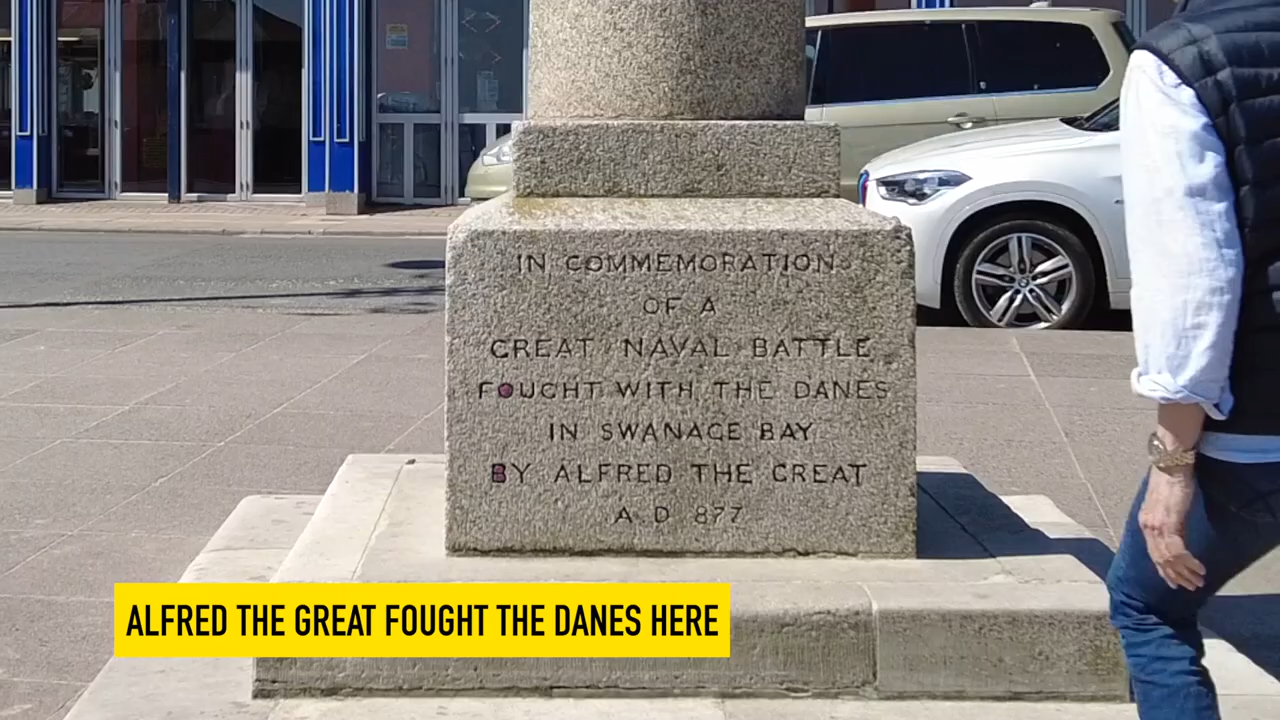 IN COMMEMORATION
OF A
GREAT NAVAL BATTLE
FOUGHT WITH THE DANES
IN SWANAGE BAY
BY ALFRED THE GREAT
A.D 877
ALFRED THE GREAT FOUGHT THE DANES HERE